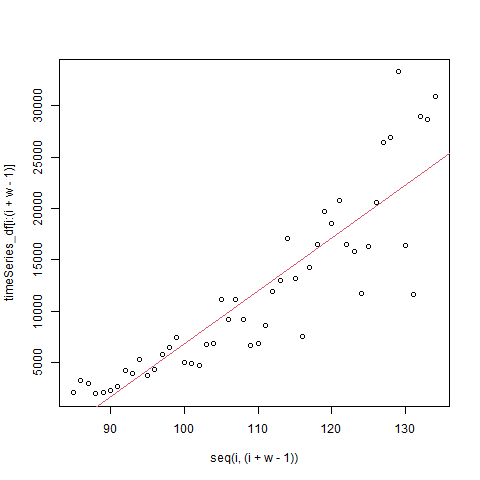 timeSeries_df[i:(i + w - 1)]
30000
25000
20000
15000
10000
5000
90 100 110 120 130
seq(i, (i + w - 1))